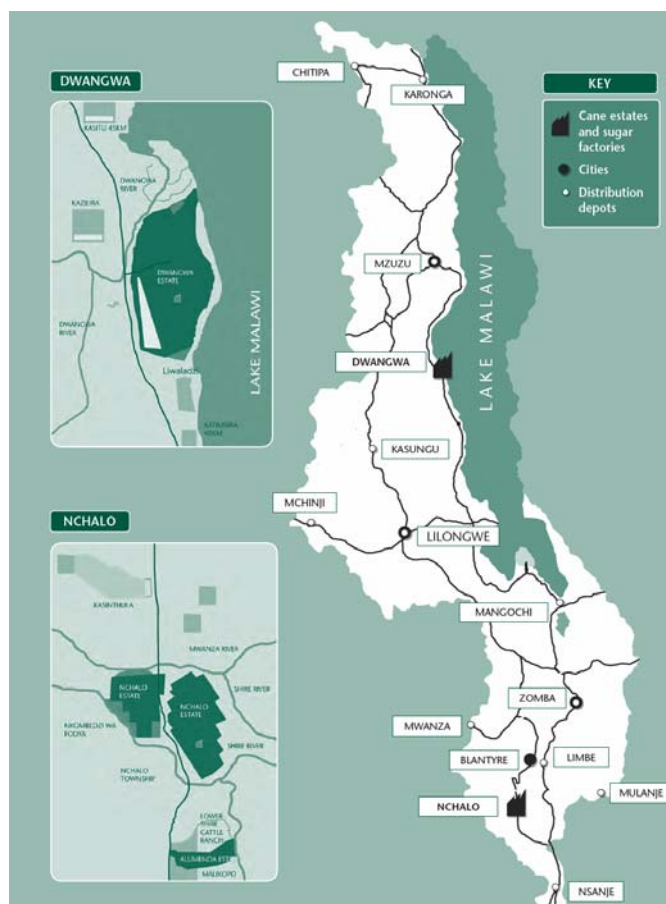 DWANGWA
KASITU
DWANGWA
RIVER
KAZILIRA
DWANGWA
ESTATE
DWANGWA
RIVER
Liwaladzi
LAKE MALAWI
NCHALO
KASINTHULA
MWANZA RIVER
NCHALO
ESTATE
NCHALO
ESTATE
SHIRE RIVER
SHIRE RIVER
NCHALO
TOWNSHIP
LOWER
SHIRE
CATTLE
RANCH
ALUMENDA EST
CHITIPA
KARONGA
MZUZU
DWANGWA
LAKE MALAWI
KASUNGU
MCHINJI
LILONGWE
MANGOCHI
ZOMBA
MWANZA
BLANTYRE
LIMBE
MULANJE
NCHALO
NSANJE
KEY
Cane estates
and sugar
factories
Cities
Distribution
depots